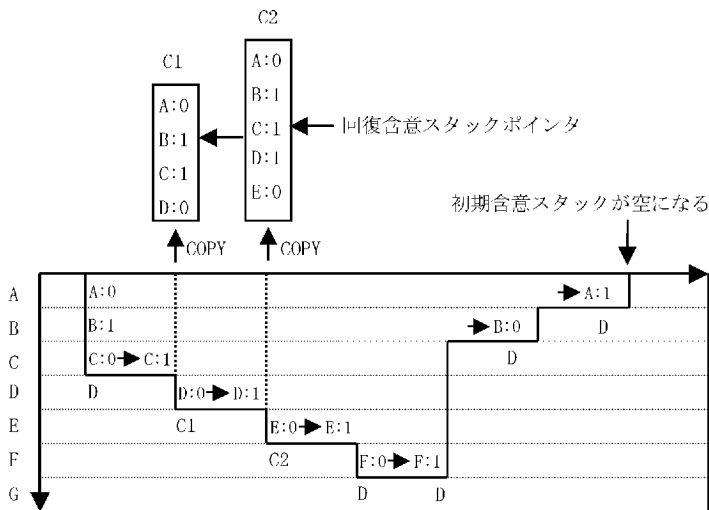 C2
C1
A:0
B:1
C:1
D:1
E:0
A:0
B:1
C:1
D:0
回復含意スタックポインタ
初期含意スタックが空になる
COPY
COPY
A
B
C
D
E
F
G
A:0
B:1
C:0 C:1
D
D:0 D:1
C1
E:0 E:1
C2
F:0 F:1
D
D
B:0
D
A:1
D